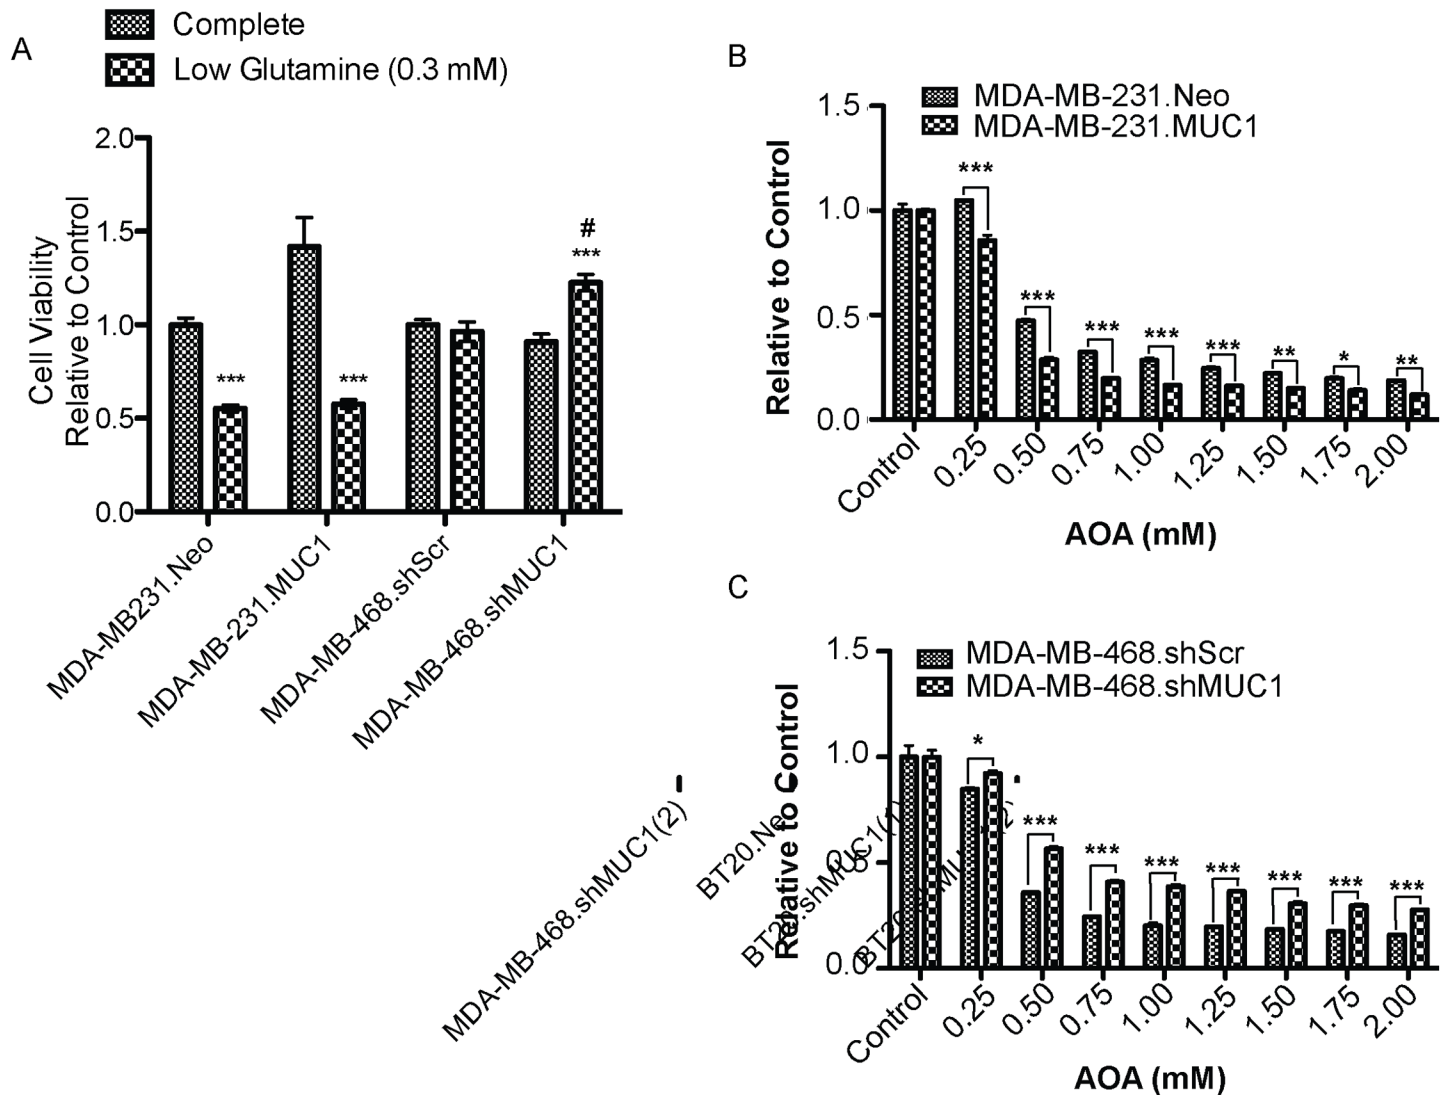 A
Complete
Low Glutamine (0.3 mM)
2.0
1.5
1.0
0.5
0.0
Cell Viability
Relative to Control
***
***
#
***
MDA-MB231.Neo
MDA-MB-231.MUC1
MDA-MB-468.shScr
MDA-MB-468.shMUC1
B
MDA-MB-231.Neo
MDA-MB-231.MUC1
1.5
1.0
0.5
0.0
Relative to Control
***
***
***
***
***
**
*
**
Control
0.25
0.50
0.75
1.00
1.25
1.50
1.75
2.00
AOA (mM)
C
MDA-MB-468.shScr
MDA-MB-468.shMUC1
1.5
1.0
0.5
0.0
Relative to Control
*
***
***
***
***
***
***
***
Control
0.25
0.50
0.75
1.00
1.25
1.50
1.75
2.00
AOA (mM)
MDA-MB-468.shMUC1(2)
BT20.Ne